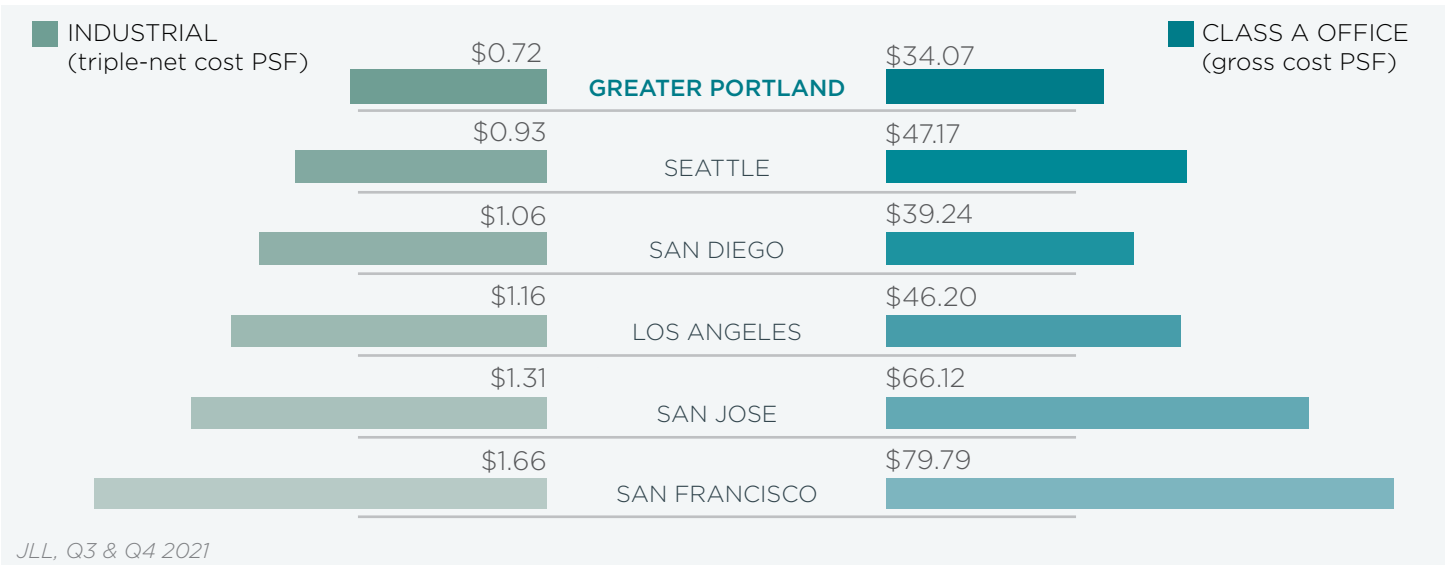 INDUSTRIAL
(triple-net cost PSF)
CLASS A OFFICE
(gross cost PSF)
$0.72
GREATER PORTLAND
$34.07
$0.93
SEATTLE
$47.17
$1.06
SAN DIEGO
$39.24
$1.16
LOS ANGELES
$46.20
$1.31
SAN JOSE
$66.12
$1.66
SAN FRANCISCO
$79.79
JLL, Q3 & Q4 2021